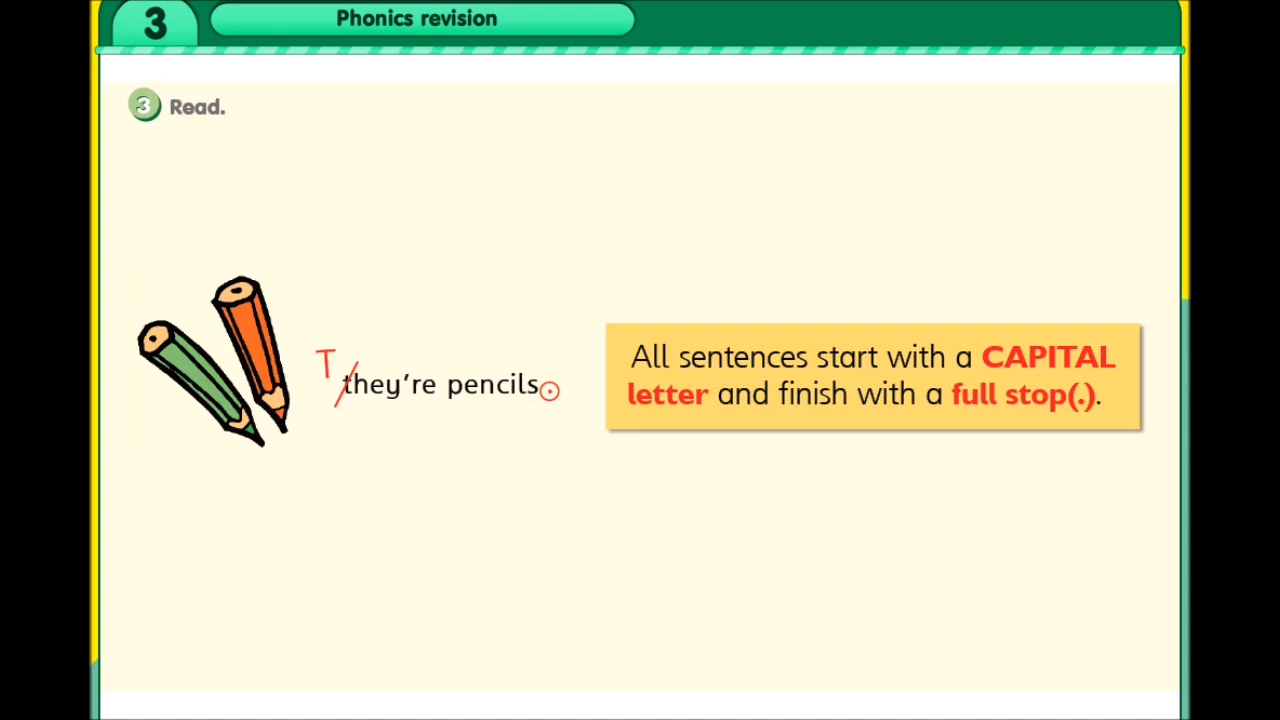 3
Phonics revision
3 Read.
T
they're pencils.
All sentences start with a CAPITAL
letter and finish with a full stop(.).